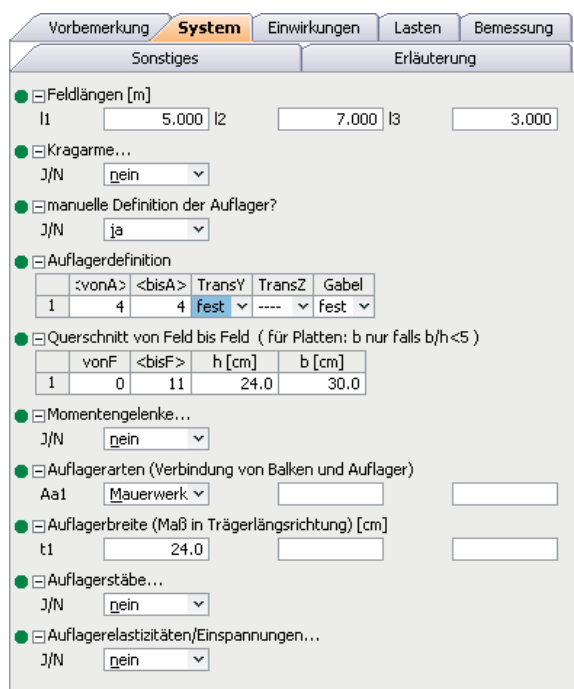 Vorbemerkung System Einwirkungen Lasten Bemessung
Sonstiges Erläuterung
Feldlängen [m]
l1 5.000 l2 7.000 l3 3.000
Kragarme...
J/N nein
manuelle Definition der Auflager?
J/N ja
Auflagerdefinition
<vonA> <bisA> TransY TransZ Gabel
1 4 4 fest ---- fest
Querschnitt von Feld bis Feld ( für Platten: b nur falls b/h<5 )
vonF <bisF> h [cm] b [cm]
1 0 11 24.0 30.0
Momentengelenke...
J/N nein
Auflagerarten (Verbindung von Balken und Auflager)
Aa1 Mauerwerk
Auflagerbreite (Maß in Trägerlängsrichtung) [cm]
t1 24.0
Auflagerstäbe...
J/N nein
Auflagerelastizitäten/Einspannungen...
J/N nein